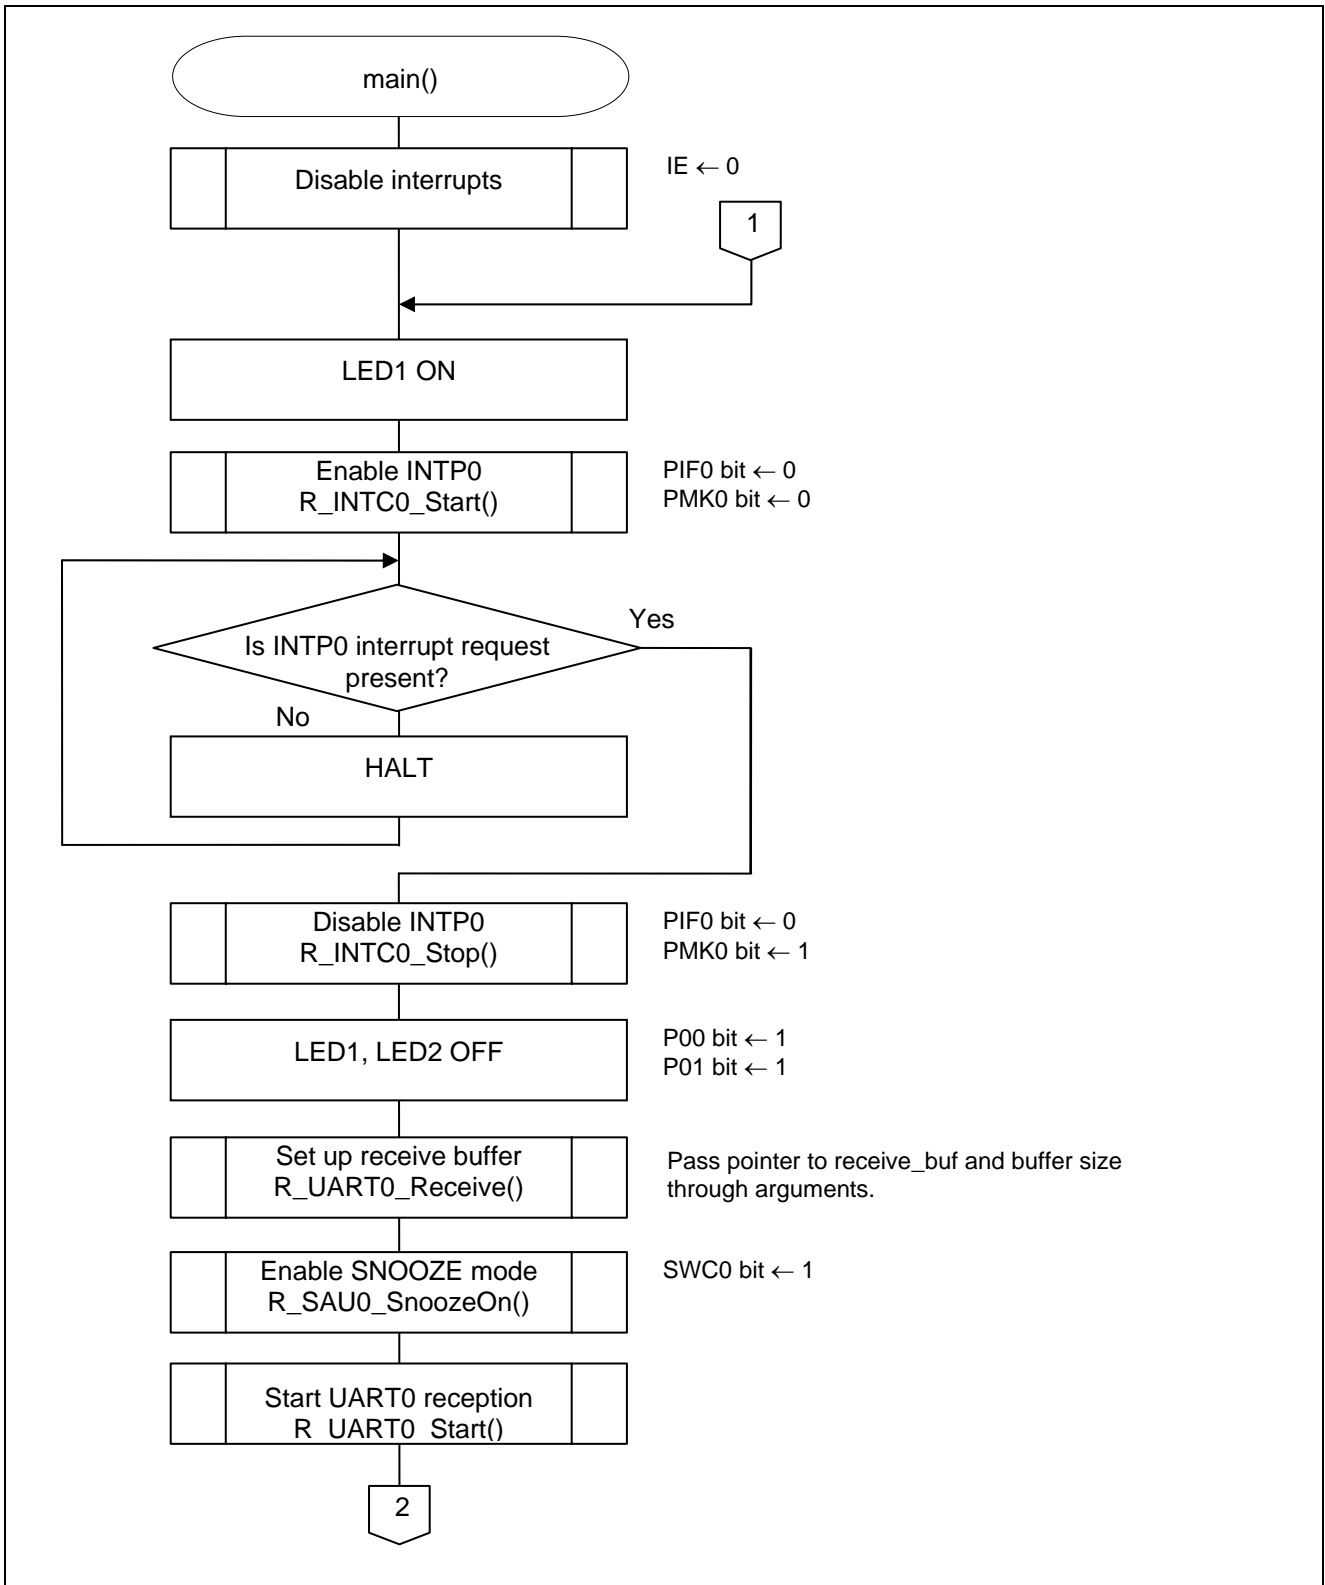 main()
Disable interrupts
IE ← 0
1
LED1 ON
Enable INTP0
R_INTC0_Start()
PIF0 bit ← 0
PMK0 bit ← 0
Yes
Is INTP0 interrupt request
present?
No
HALT
Disable INTP0
R_INTC0_Stop()
PIF0 bit ← 0
PMK0 bit ← 1
LED1, LED2 OFF
P00 bit ← 1
P01 bit ← 1
Set up receive buffer
R_UART0_Receive()
Pass pointer to receive_buf and buffer size
through arguments.
Enable SNOOZE mode
R_SAU0_SnoozeOn()
SWC0 bit ← 1
Start UART0 reception
R_UART0_Start()
2